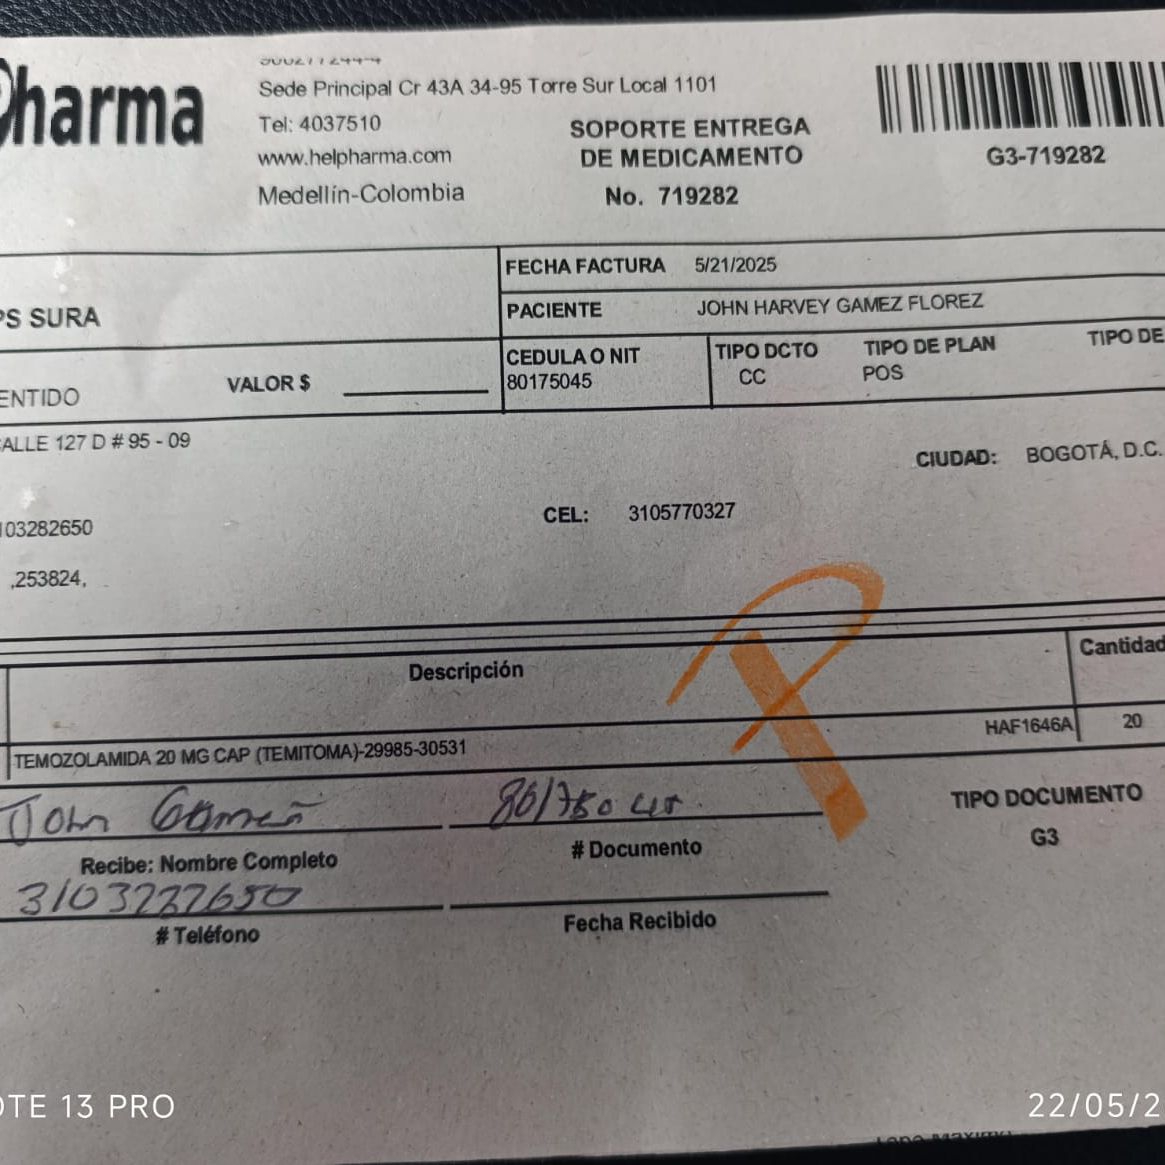 harma
Sede Principal Cr 43A 34-95 Torre Sur Local 1101
Tel: 4037510
www.helpharma.com
Medellín-Colombia
SOPORTE ENTREGA
DE MEDICAMENTO
No. 719282
G3-719282
FECHA FACTURA 5/21/2025
PS SURA
PACIENTE JOHN HARVEY GAMEZ FLOREZ
CEDULA O NIT TIPO DCTO TIPO DE PLAN TIPO DE
80175045 CC POS
ENTIDO VALOR $
CALLE 127 D # 95 - 09
CIUDAD: BOGOTÁ, D.C.
103282650 CEL: 3105770327
,253824,
Descripción Cantidad
TEMOZOLAMIDA 20 MG CAP (TEMITOMA)-29985-30531 HAF1646A 20
John
TIPO DOCUMENTO
Recibe: Nombre Completo # Documento G3
# Teléfono Fecha Recibido
OTE 13 PRO 22/05/2